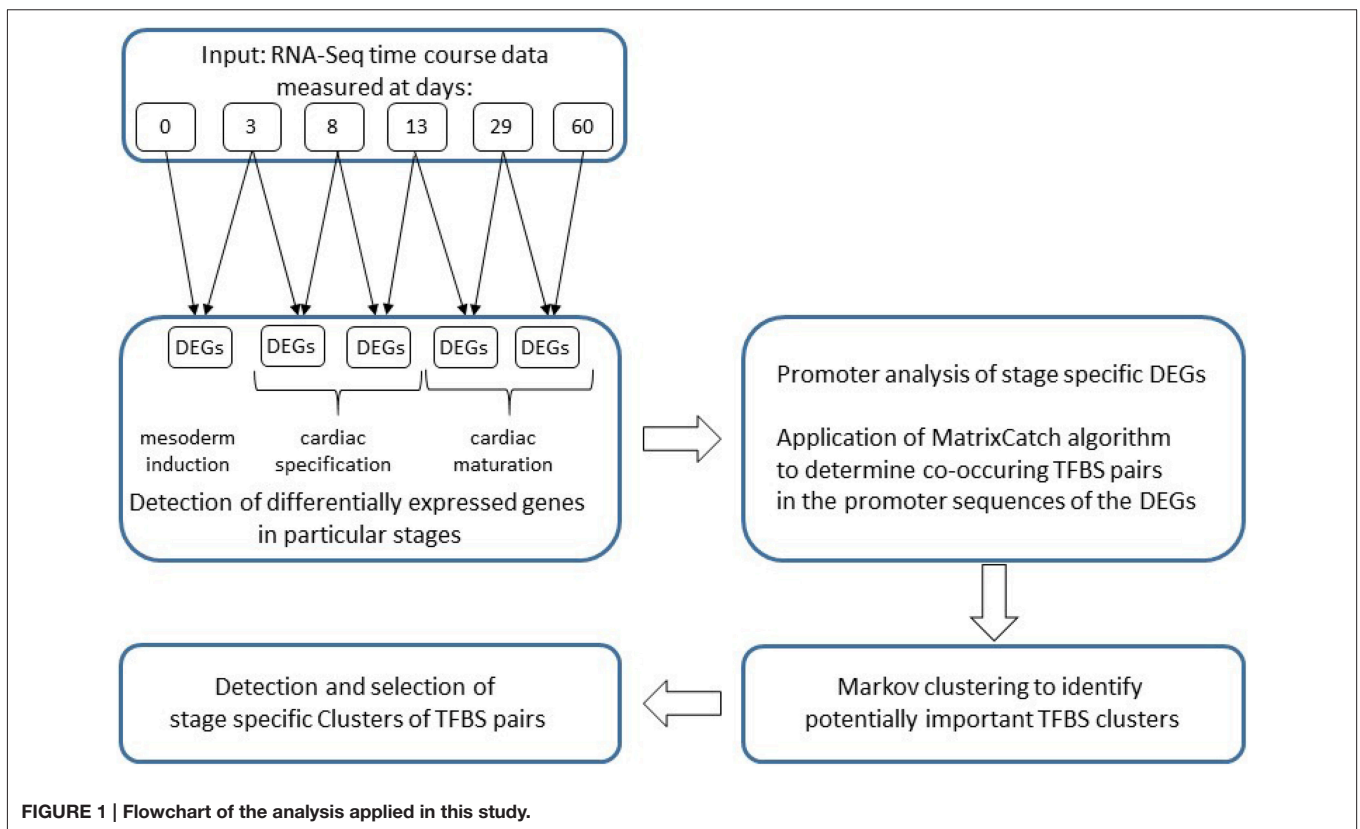 Input: RNA-Seq time course data
measured at days:
0 3 8 13 29 60
DEGs DEGs DEGs DEGs DEGs
mesoderm
induction
cardiac
specification
cardiac
maturation
Detection of differentially expressed genes
in particular stages
Promoter analysis of stage specific DEGs
Application of MatrixCatch algorithm
to determine co-occuring TFBS pairs
in the promoter sequences of the DEGs
Markov clustering to identify
potentially important TFBS clusters
Detection and selection of
stage specific Clusters of TFBS pairs
FIGURE 1 | Flowchart of the analysis applied in this study.